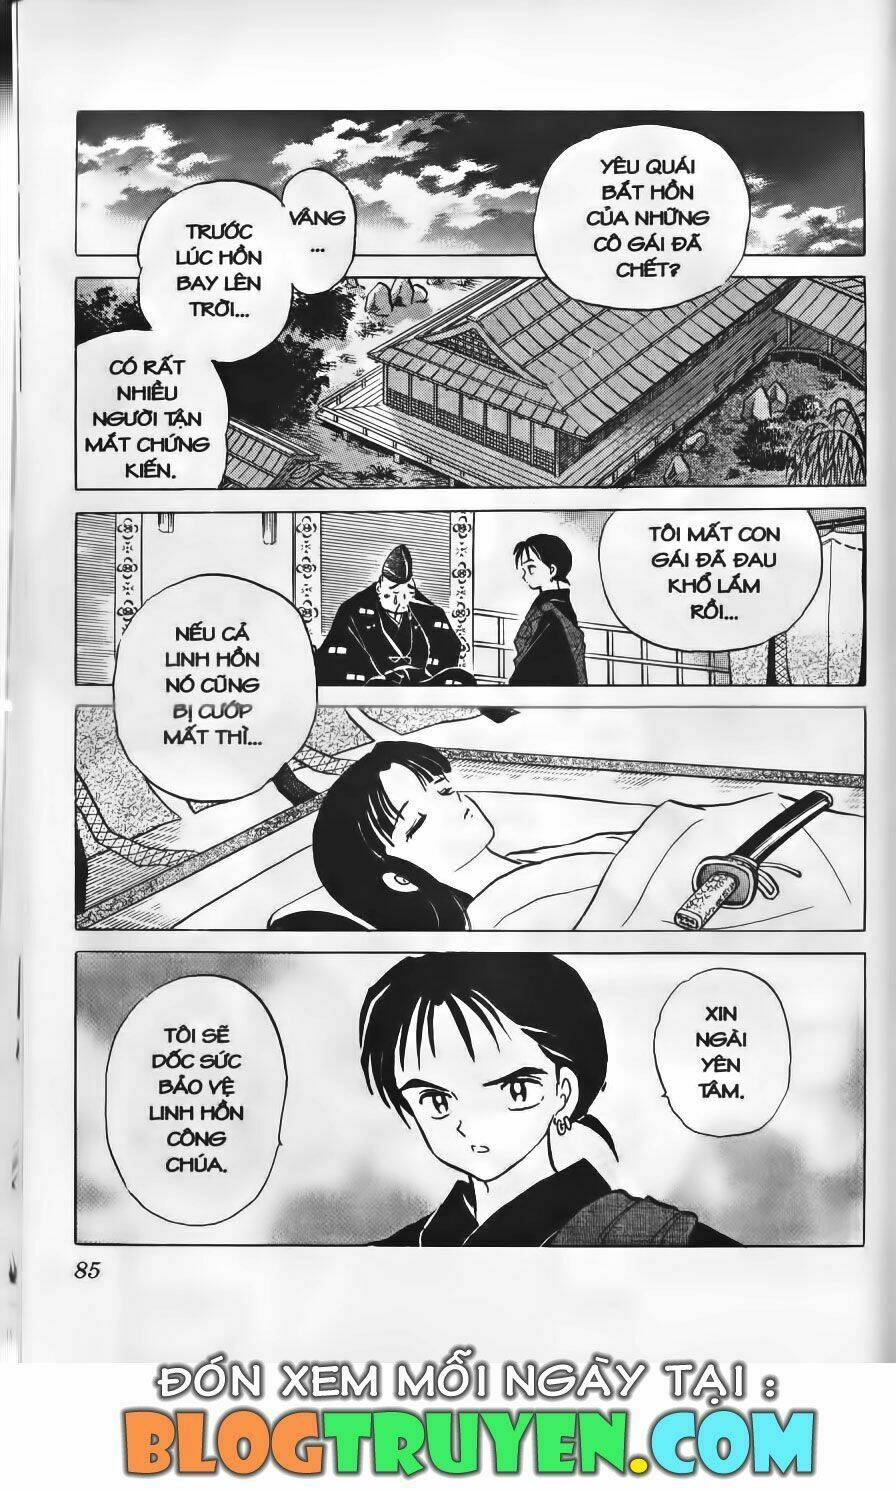 YÊU QUÁI
BẮT HỒN
CỦA NHỮNG
CÔ GÁI ĐÃ
CHẾT?
VÂNG
...
TRƯỚC
LÚC HỒN
BAY LÊN
TRỜI...
CÓ RẤT
NHIỀU
NGƯỜI TẬN
MẮT CHỨNG
KIẾN.
TÔI MẤT CON
GÁI ĐÃ ĐAU
KHỔ LẮM
RỒI...
NẾU CẢ
LINH HỒN
NÓ CŨNG
BỊ CƯỚP
MẤT THÌ...
XIN
NGÀI
YÊN
TÂM.
TÔI SẼ
DỐC SỨC
BẢO VỆ
LINH HỒN
CÔNG
CHÚA.
85
ĐÓN XEM MỖI NGÀY TẠI :
BLOGTRUYEN.COM